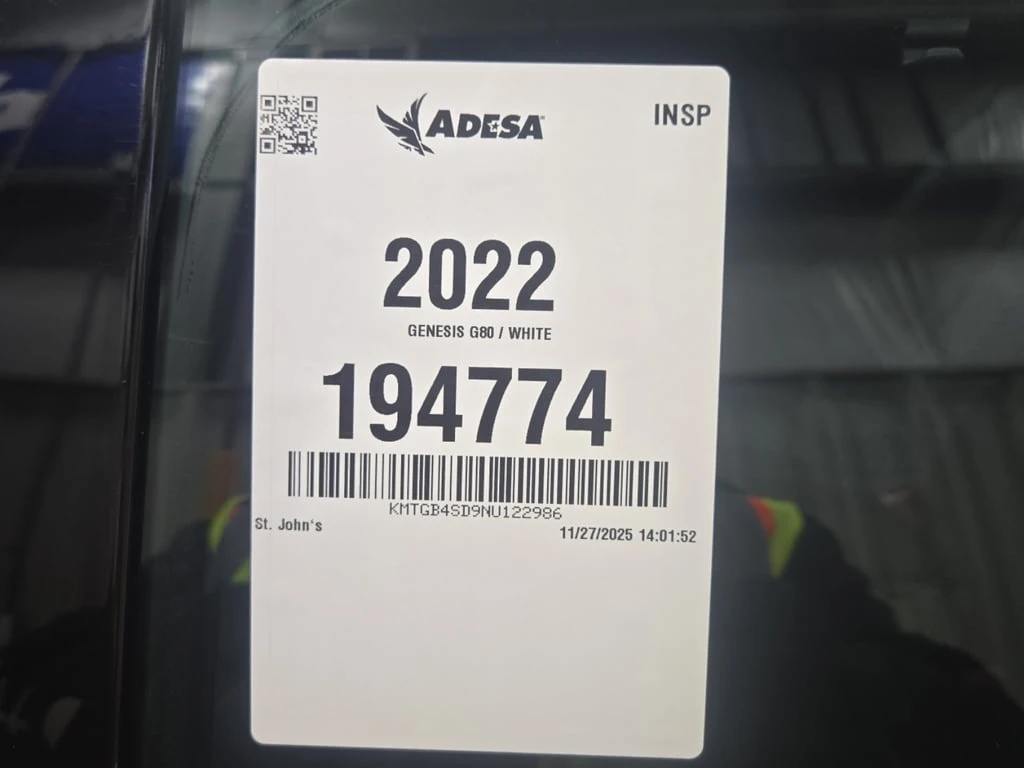 ADESA
INSP
2022
GENESIS G80 / WHITE
194774
KMTGB4SD9NU122986
St. John's
11/27/2025 14:01:52